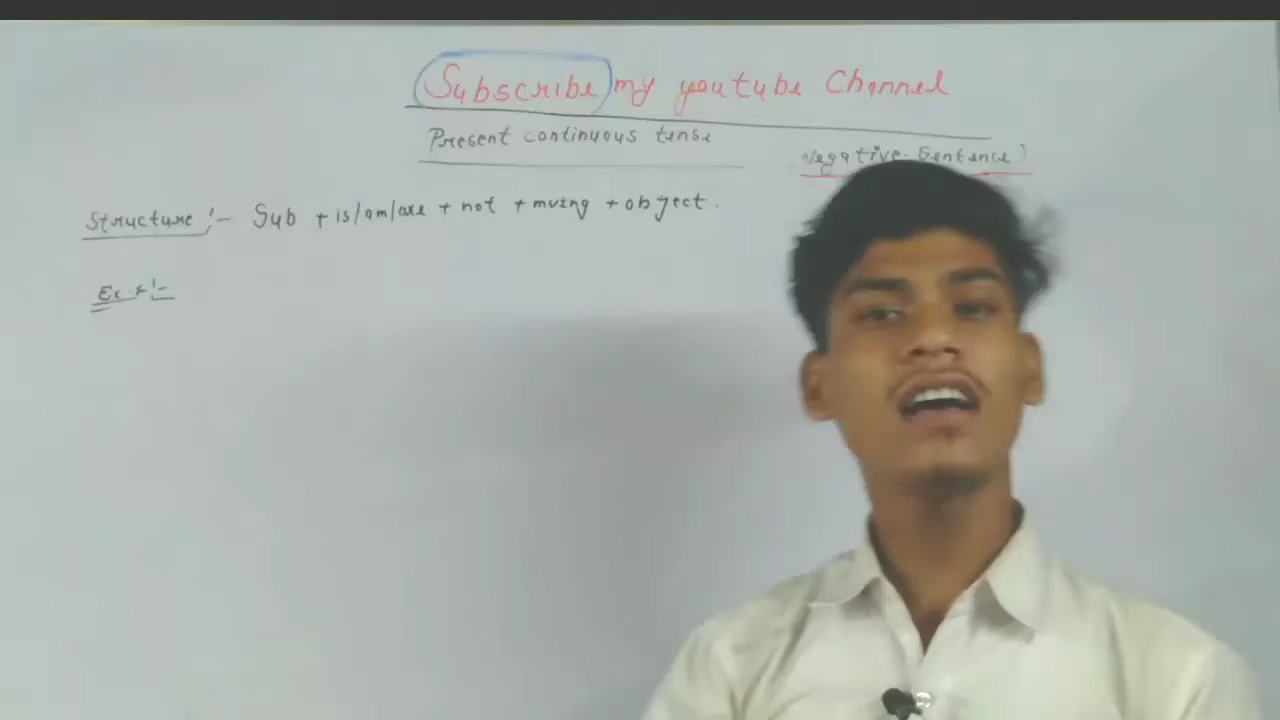 Subscribe my youtube Channel
Present continuous tense
Negative Sentence)
Structure :- Sub + is/am/are + not + mving + object.
Ex.+:-